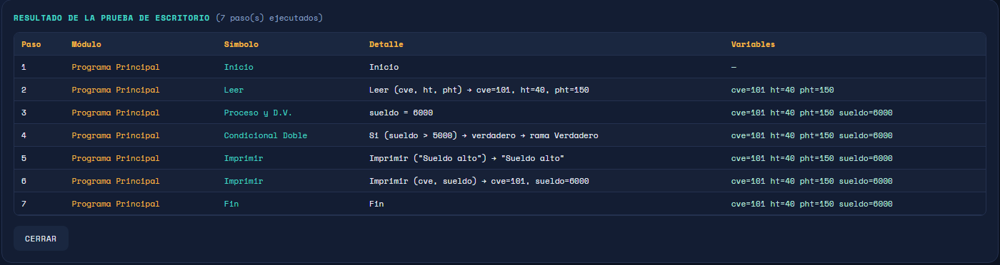 RESULTADO DE LA PRUEBA DE ESCRITORIO (7 paso(s) ejecutados)
Paso Módulo Símbolo Detalle Variables
1 Programa Principal Inicio Inicio —
2 Programa Principal Leer Leer (cve, ht, pht) → cve=101, ht=40, pht=150 cve=101 ht=40 pht=150
3 Programa Principal Proceso y D.V. sueldo = 6000 cve=101 ht=40 pht=150 sueldo=6000
4 Programa Principal Condicional Doble Si (sueldo > 5000) → verdadero → rama Verdadero cve=101 ht=40 pht=150 sueldo=6000
5 Programa Principal Imprimir Imprimir ("Sueldo alto") → "Sueldo alto" cve=101 ht=40 pht=150 sueldo=6000
6 Programa Principal Imprimir Imprimir (cve, sueldo) → cve=101, sueldo=6000 cve=101 ht=40 pht=150 sueldo=6000
7 Programa Principal Fin Fin cve=101 ht=40 pht=150 sueldo=6000
CERRAR